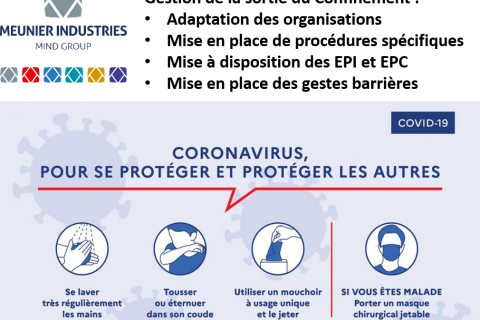 Gestion de la sortie du Confinement :
MEUNIER INDUSTRIES
MIND GROUP
• Adaptation des organisations
• Mise en place de procédures spécifiques
• Mise à disposition des EPI et EPC
• Mise en place des gestes barrières
COVID-19
CORONAVIRUS,
POUR SE PROTÉGER ET PROTÉGER LES AUTRES
Se laver
très régulièrement
les mains
Tousser
ou éternuer
dans son coude
Utiliser un mouchoir
à usage unique
et le jeter
SI VOUS ÊTES MALADE
Porter un masque
chirurgical jetable